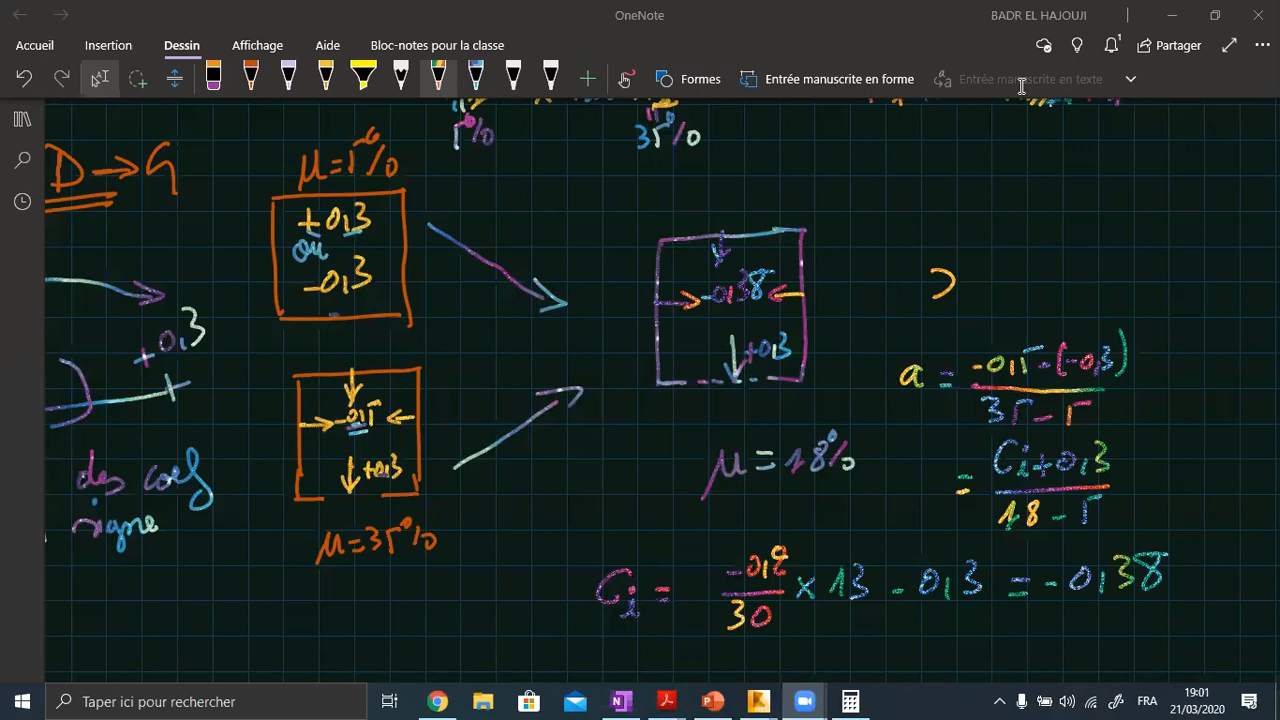 OneNote
BADR EL HAJOUJI
Accueil
Insertion
Dessin
Affichage
Aide
Bloc-notes pour la classe
Partager
Formes
Entrée manuscrite en forme
Entrée manuscrite en texte
5%
35%
D → G
μ = 5%
+0,3
ou
-0,3
-0,38
+0,3
+0,3
a = -0,5 - (-0,3)
35 - 5
-0,5
+0,3
μ = 18%
= Ci + 0,3
18 - 5
des coef
signe
μ = 35%
Ci = -0,2 × 13 - 0,3 = -0,38
30
Taper ici pour rechercher
FRA
19:01
21/03/2020